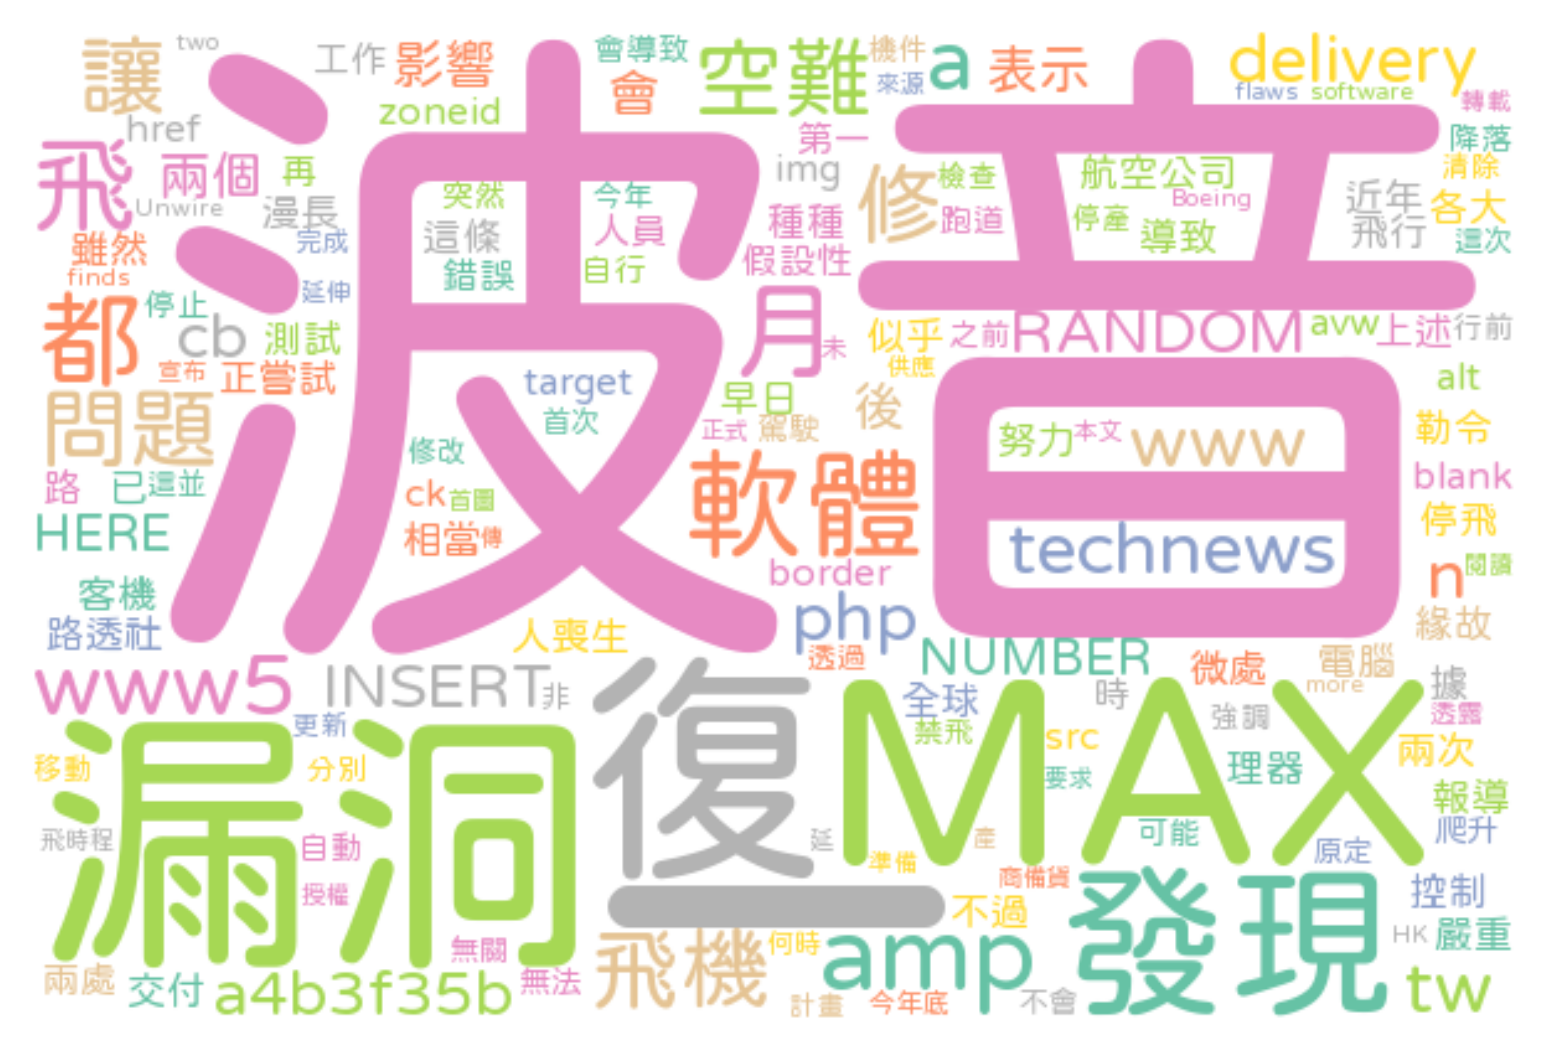 two
工作
影響
會導致
空難
機件
a
表示
delivery
讓
zoneid
會
來源
flaws
software
轉載
href
波音
第一
降落
飛
兩個
再
突然
今年
img
修
檢查
航空公司
Boeing
近年
清除
各大
Unwire
漫長
完成
這條
人員
種種
跑道
停產
導致
飛行
這次
雖然
finds
錯誤
自行
假設性
延伸
都
停止
cb
測試
月
未
似乎
之前
RANDOM
avw
上述
行前
宣布
正嘗試
target
早日
供應
alt
問題
首次
正式
駕駛
後
努力
本文
www
勒令
路
已
這並
修改
ck
首圖
軟體
blank
HERE
相當
傳
technews
停飛
客機
border
n
閱讀
路透社
人喪生
php
緣故
www5
INSERT
非
透過
NUMBER
微處
電腦
more
據
更新
復
MAX
全球
時
強調
透露
移動
漏洞
分別
禁飛
src
要求
理器
兩次
飛時程
自動
延
產
可能
報導
爬升
原定
授權
一
準備
商備貨
發現
控制
不過
HK
嚴重
無關
飛機
何時
amp
兩處
交付
a4b3f35b
無法
計畫
今年底
不會
tw